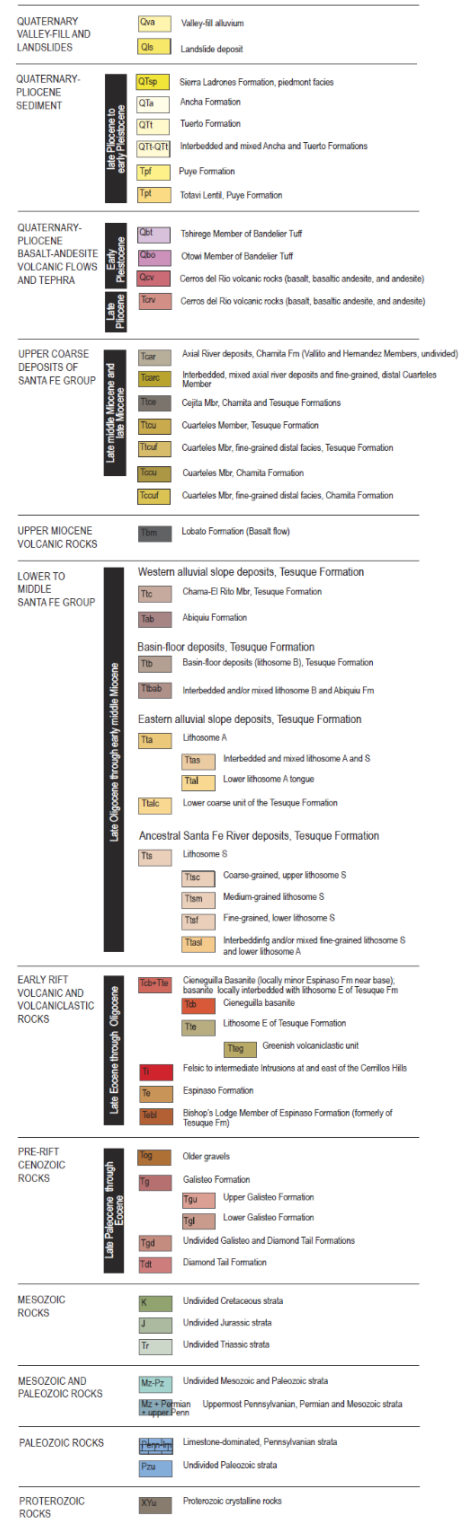 QUATERNARY
VALLEY-FILL AND
LANDSLIDES
Qva Valley-fill alluvium
Qls Landslide deposit
QUATERNARY-
PLIOCENE
SEDIMENT
late Pliocene to
early Pleistocene
QTsp Sierra Ladrones Formation, piedmont facies
QTa Ancha Formation
QTt Tuerto Formation
QTt-QTt Interbedded and mixed Ancha and Tuerto Formations
Tpf Puye Formation
Tpt Totavi Lentil, Puye Formation
QUATERNARY-
PLIOCENE
BASALT-ANDESITE
VOLCANIC FLOWS
AND TEPHRA
Early
Pleistocene
Late
Pliocene
Qbt Tshirege Member of Bandelier Tuff
Qbo Otowi Member of Bandelier Tuff
Qcv Cerros del Rio volcanic rocks (basalt, basaltic andesite, and andesite)
Tcrv Cerros del Rio volcanic rocks (basalt, basaltic andesite, and andesite)
UPPER COARSE
DEPOSITS OF
SANTA FE GROUP
Late middle Miocene and
late Miocene
Tcar Axial River deposits, Chamita Fm (Vallito and Hernandez Members, undivided)
Tcarc Interbedded, mixed axial river deposits and fine-grained, distal Cuarteles
Member
Ttce Cejita Mbr, Chamita and Tesuque Formations
Ttcu Cuarteles Member, Tesuque Formation
Ttcuf Cuarteles Mbr, fine-grained distal facies, Tesuque Formation
Tccu Cuarteles Mbr, Chamita Formation
Tccuf Cuarteles Mbr, fine-grained distal facies, Chamita Formation
UPPER MIOCENE
VOLCANIC ROCKS
Tbm Lobato Formation (Basalt flow)
LOWER TO
MIDDLE
SANTA FE GROUP
Late Oligocene through early middle Miocene
Western alluvial slope deposits, Tesuque Formation
Ttc Chama-El Rito Mbr, Tesuque Formation
Tab Abiquiu Formation
Basin-floor deposits, Tesuque Formation
Ttb Basin-floor deposits (lithosome B), Tesuque Formation
Ttbab Interbedded and/or mixed lithosome B and Abiquiu Fm
Eastern alluvial slope deposits, Tesuque Formation
Tta Lithosome A
Ttas Interbedded and mixed lithosome A and S
Ttal Lower lithosome A tongue
Ttalc Lower coarse unit of the Tesuque Formation
Ancestral Santa Fe River deposits, Tesuque Formation
Tts Lithosome S
Ttsc Coarse-grained, upper lithosome S
Ttsm Medium-grained lithosome S
Ttsf Fine-grained, lower lithosome S
Ttasl Interbeddinfg and/or mixed fine-grained lithosome S
and lower lithosome A
EARLY RIFT
VOLCANIC AND
VOLCANICLASTIC
ROCKS
Late Eocene through Oligocene
Tcb+Tte Cieneguilla Basanite (locally minor Espinaso Fm near base);
basanite locally interbedded with lithosome E of Tesuque Fm
Tcb Cieneguilla basanite
Tte Lithosome E of Tesuque Formation
Tteg Greenish volcaniclastic unit
Ti Felsic to intermediate Intrusions at and east of the Cerrillos Hills
Te Espinaso Formation
Tebl Bishop's Lodge Member of Espinaso Formation (formerly of
Tesuque Fm)
PRE-RIFT
CENOZOIC
ROCKS
Late Paleocene through
Eocene
Tog Older gravels
Tg Galisteo Formation
Tgu Upper Galisteo Formation
Tgl Lower Galisteo Formation
Tgd Undivided Galisteo and Diamond Tail Formations
Tdt Diamond Tail Formation
MESOZOIC
ROCKS
K Undivided Cretaceous strata
J Undivided Jurassic strata
Tr Undivided Triassic strata
MESOZOIC AND
PALEOZOIC ROCKS
Mz-Pz Undivided Mesozoic and Paleozoic strata
Mz + Permian
+ upper Penn Uppermost Pennsylvanian, Permian and Mesozoic strata
PALEOZOIC ROCKS
Limestone-dominated, Pennsylvanian strata
Pzu Undivided Paleozoic strata
PROTEROZOIC
ROCKS
XYu Proterozoic crystalline rocks